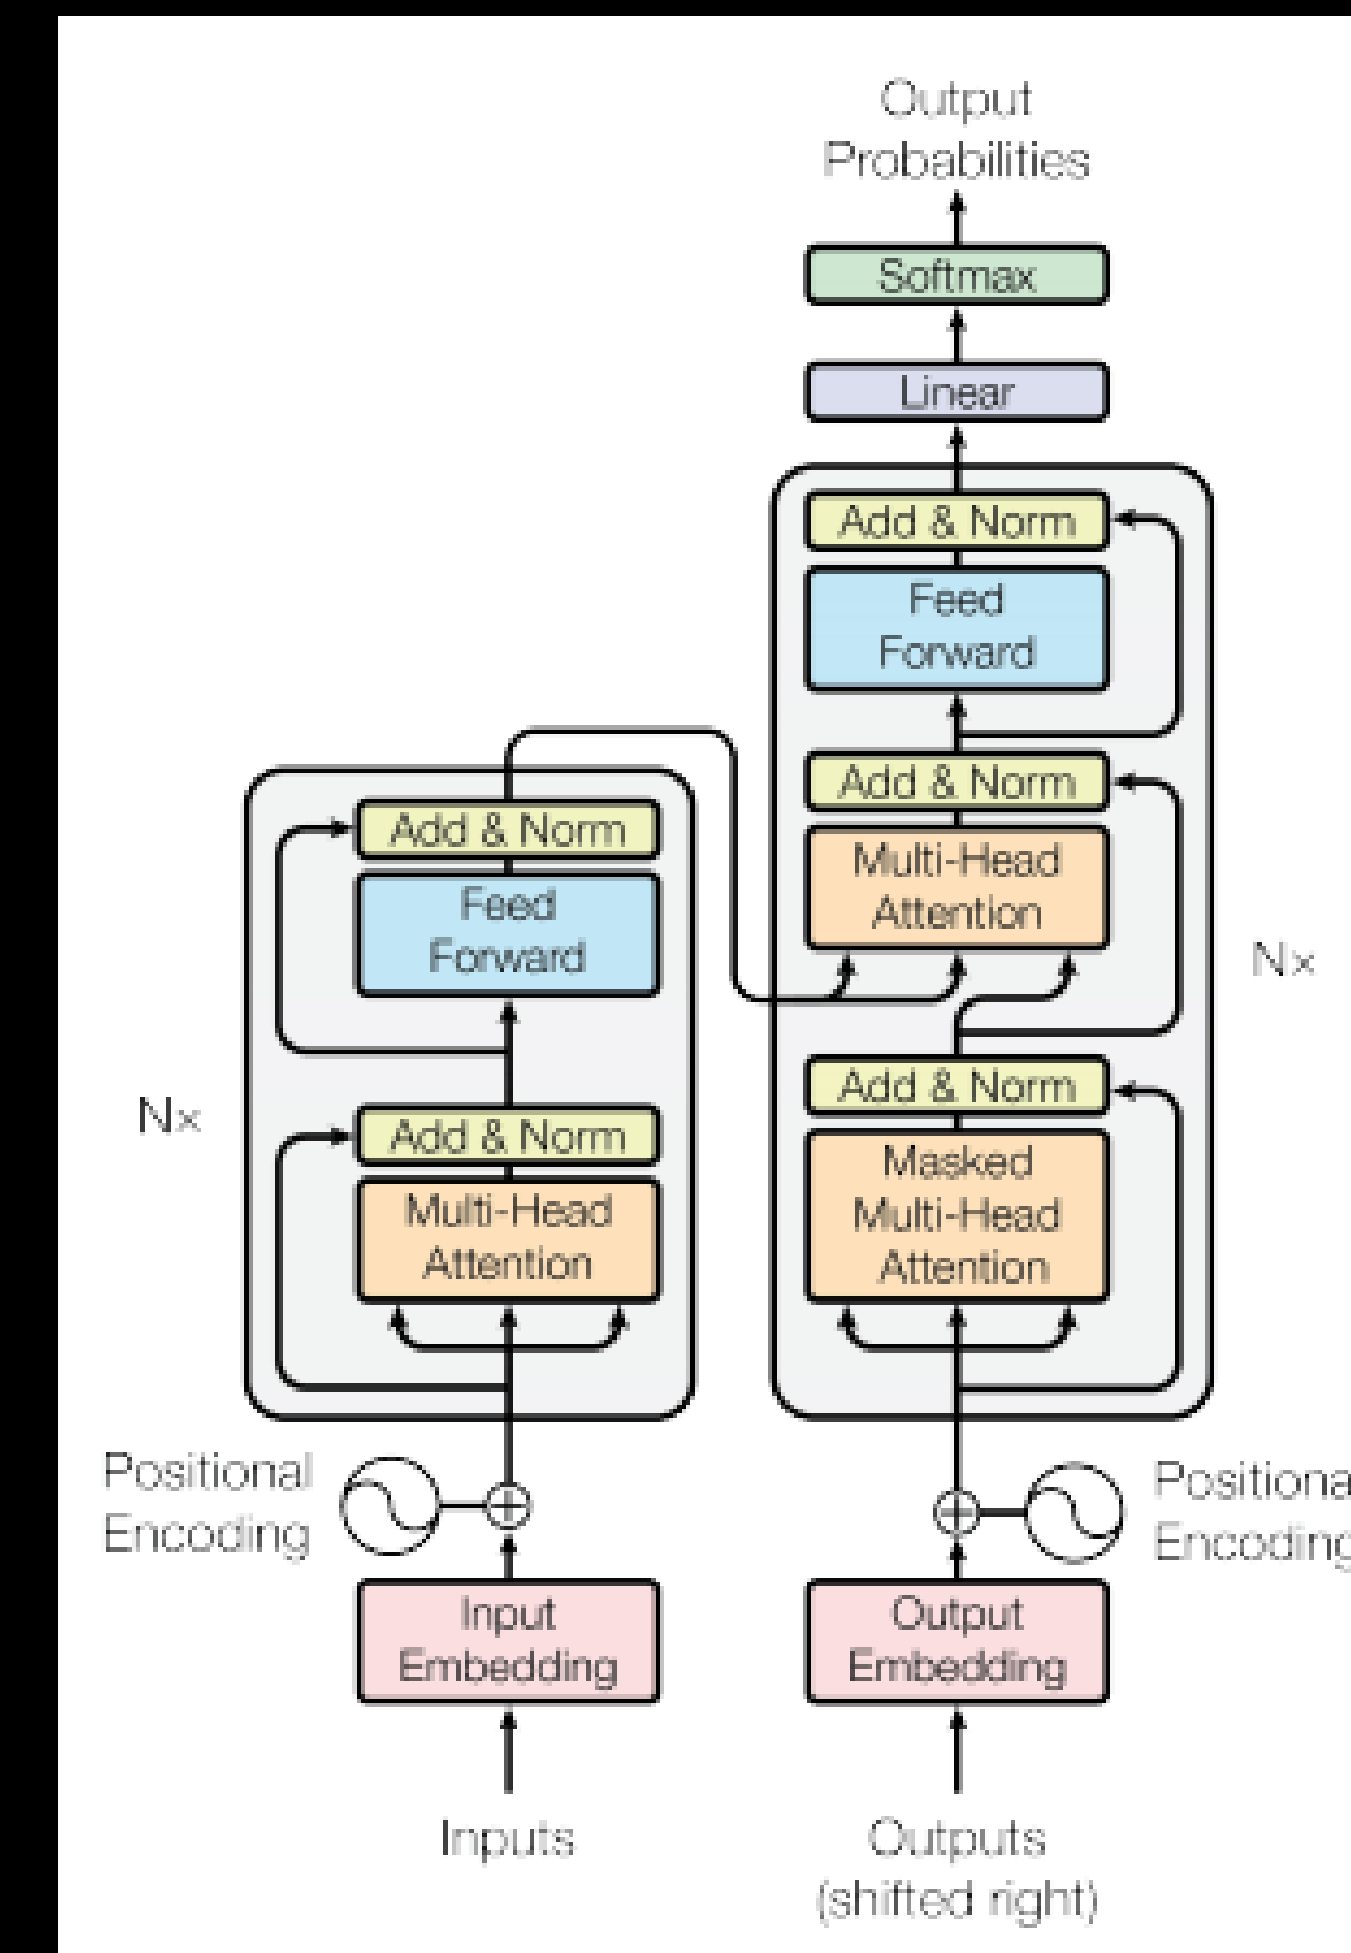 Output
Probabilities
Softmax
Linear
Add & Norm
Feed
Forward
Add & Norm
Multi-Head
Attention
Nx
Add & Norm
Masked
Multi-Head
Attention
Add & Norm
Feed
Forward
Nx
Add & Norm
Multi-Head
Attention
Positional
Encoding
Positiona
Encoding
Input
Embedding
Output
Embedding
Inputs
Outputs
(shifted right)